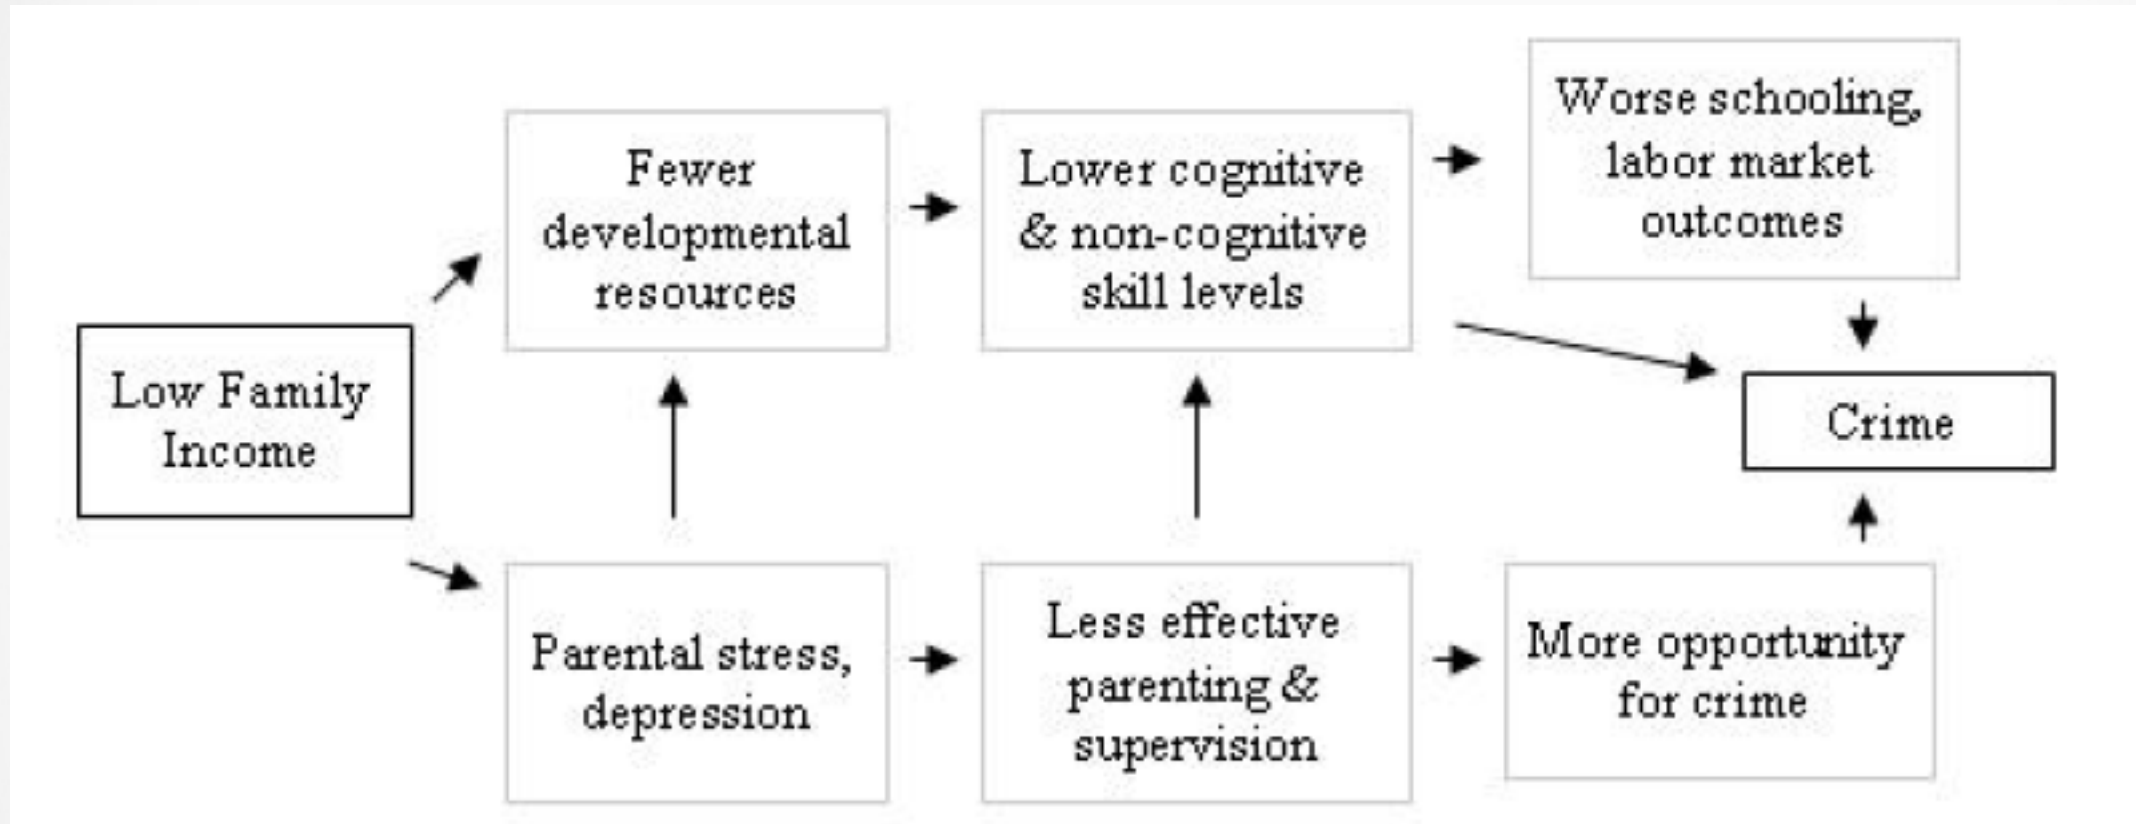 Low Family
Income
Fewer
developmental
resources
Lower cognitive
& non-cognitive
skill levels
Worse schooling,
labor market
outcomes
Crime
Parental stress,
depression
Less effective
parenting &
supervision
More opportunity
for crime